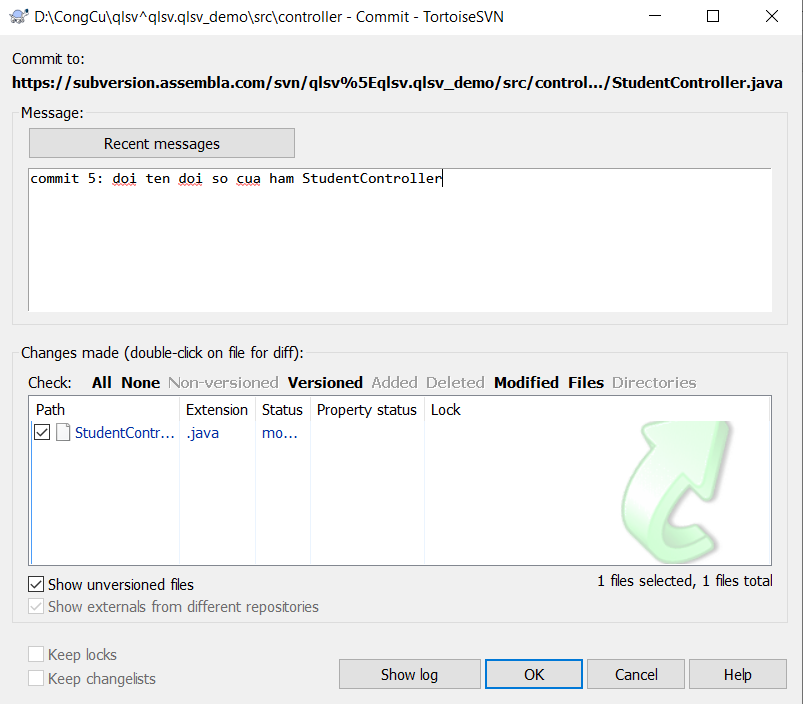 D:\CongCu\qlsv^qlsv.qlsv_demo\src\controller - Commit - TortoiseSVN
Commit to:
https://subversion.assembla.com/svn/qlsv%5Eqlsv.qlsv_demo/src/control.../StudentController.java
Message:
Recent messages
commit 5: doi ten doi so cua ham StudentController
Changes made (double-click on file for diff):
Check: All None Non-versioned Versioned Added Deleted Modified Files Directories
Path Extension Status Property status Lock
StudentContr... .java mo...
Show unversioned files
1 files selected, 1 files total
Show externals from different repositories
Keep locks
Keep changelists
Show log OK Cancel Help